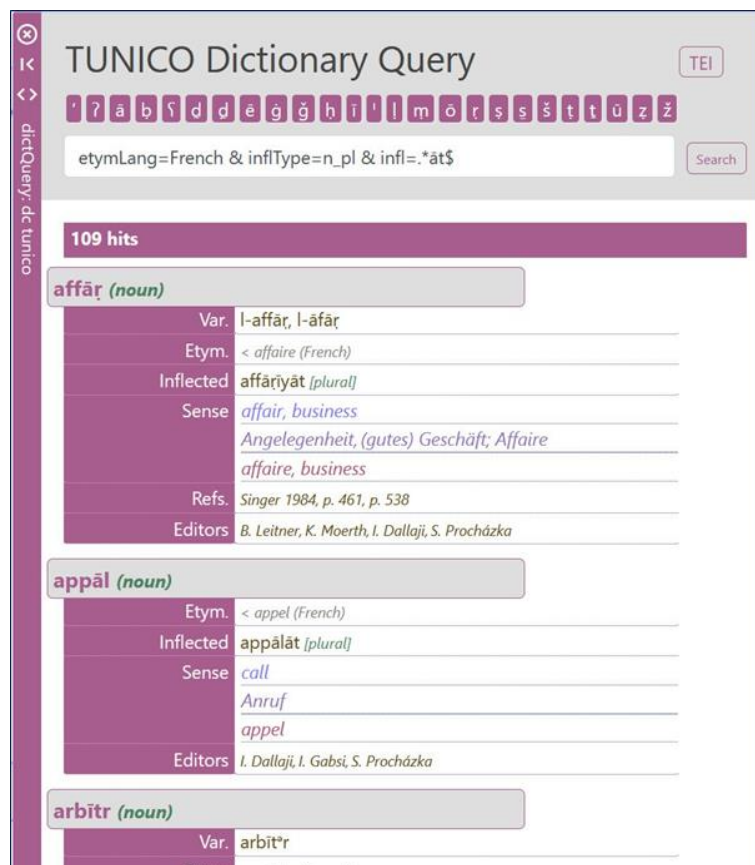 TUNICO Dictionary Query
TEI
' ʔ ā ḅ ʕ ḍ ḏ ē ġ ǧ ḥ ī ' ḷ ṃ ō ṛ ṣ s̱ š ṭ ṯ ū ẓ ž
etymLang=French & inflType=n_pl & infl=.*āt$
Search
dictQuery: dc tunico
109 hits
affāṛ (noun)
Var. l-affāṛ, l-āfāṛ
Etym. < affaire (French)
Inflected affāṛīyāt [plural]
Sense affair, business
Angelegenheit, (gutes) Geschäft; Affaire
affaire, business
Refs. Singer 1984, p. 461, p. 538
Editors B. Leitner, K. Moerth, I. Dallaji, S. Procházka
appāl (noun)
Etym. < appel (French)
Inflected appālāt [plural]
Sense call
Anruf
appel
Editors I. Dallaji, I. Gabsi, S. Procházka
arbītr (noun)
Var. arbītᵊr